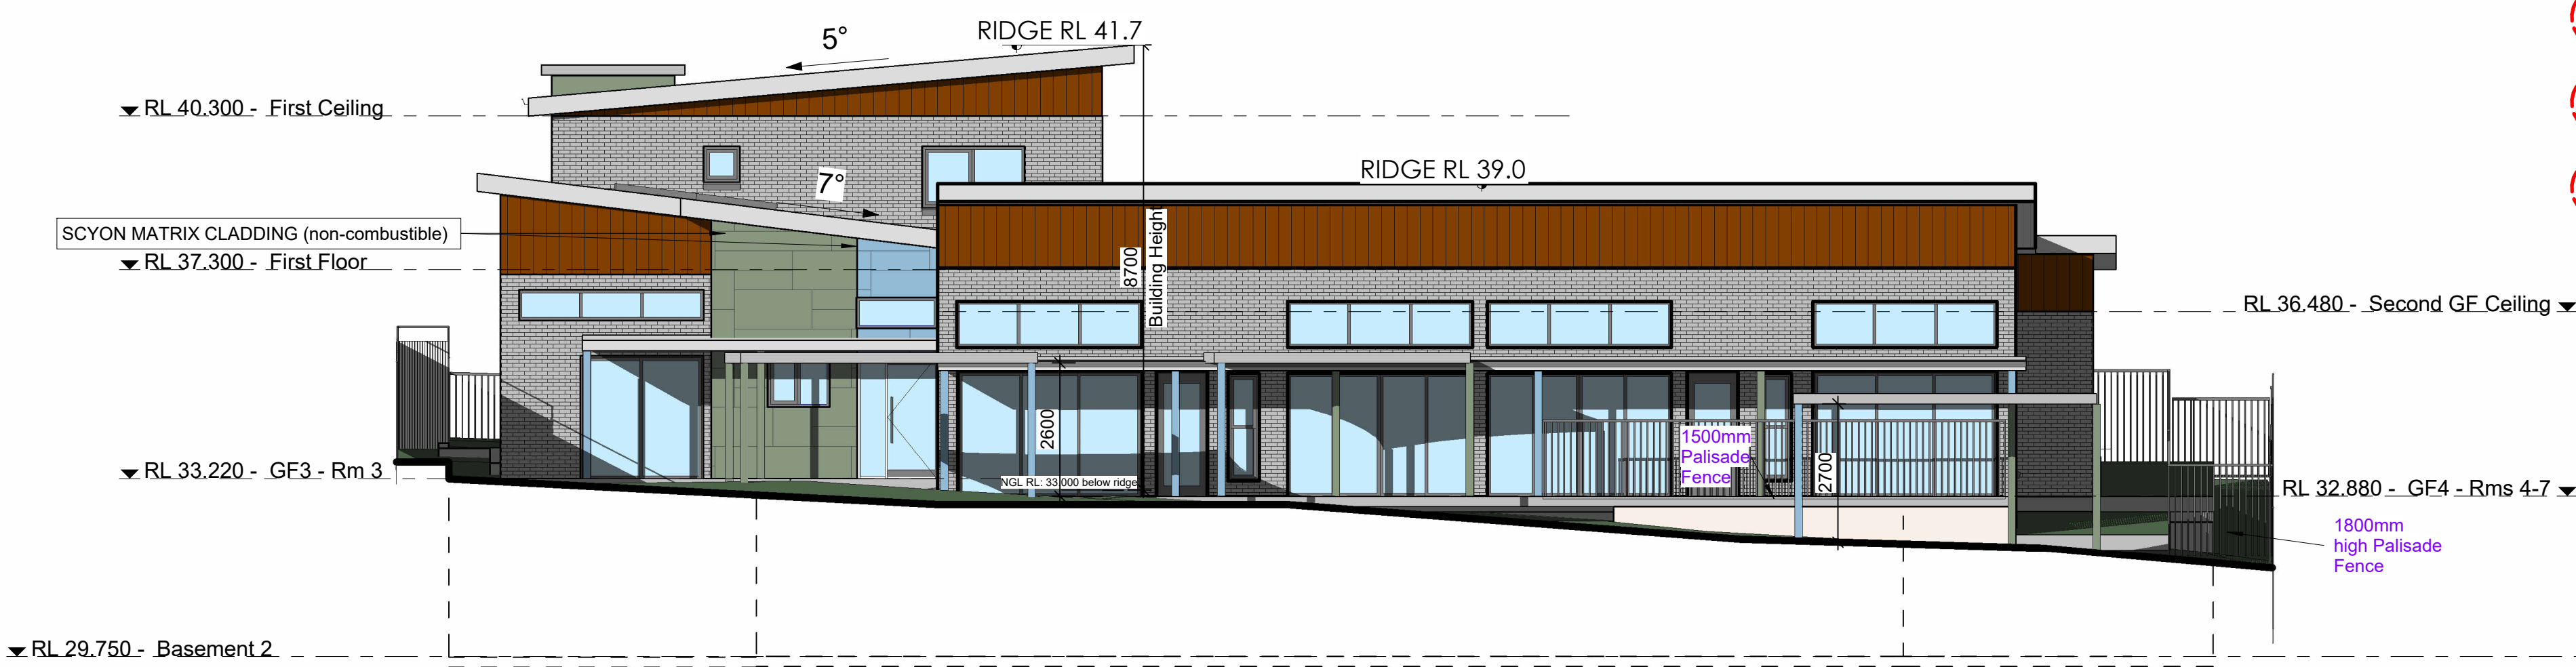 RIDGE RL 41.7
5°
RL 40.300 - First Ceiling
RIDGE RL 39.0
7°
SCYON MATRIX CLADDING (non-combustible)
RL 37.300 - First Floor
8700
Building Height
RL 36.480 - Second GF Ceiling
2600
1500mm
Palisade
Fence
2700
RL 33.220 - GF3 - Rm 3
NGL RL: 33.000 below ridge
RL 32.880 - GF4 - Rms 4-7
1800mm
high Palisade
Fence
RL 29.750 - Basement 2